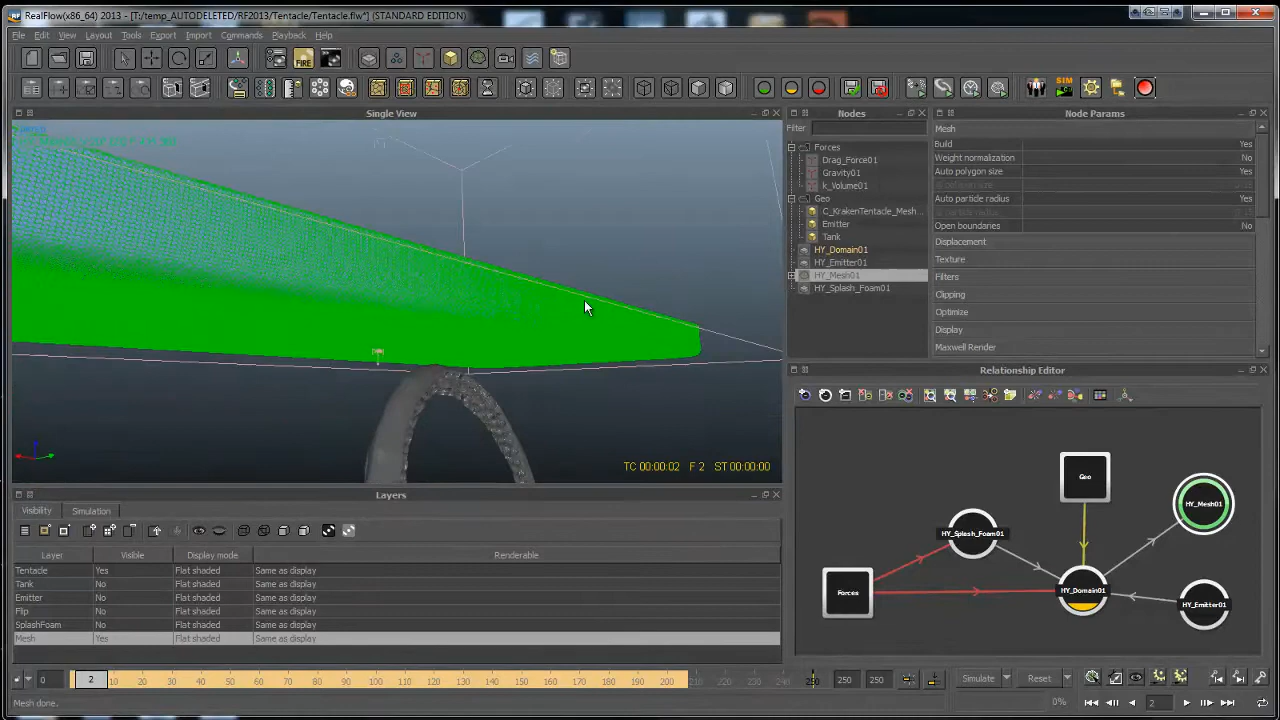 RealFlow(x86_64) 2013 - [T:/temp_AUTODELETED/RF2013/Tentacle/Tentacle.flw*] (STANDARD EDITION)
File Edit View Layout Tools Export Import Commands Playback Help
FIRE
SIM
Single View
TC 00:00:02 F 2 ST 00:00:00
Nodes
Filter
Forces
Drag_Force01
Gravity01
k_Volume01
Geo
C_KrakenTentacle_Mesh...
Emitter
Tank
HY_Domain01
HY_Emitter01
HY_Mesh01
HY_Splash_Foam01
Node Params
Mesh
Build Yes
Weight normalization No
Auto polygon size Yes
Auto particle radius Yes
Open boundaries No
Displacement
Texture
Filters
Clipping
Optimize
Display
Maxwell Render
Relationship Editor
Geo
HY_Mesh01
HY_Splash_Foam01
Forces
HY_Domain01
HY_Emitter01
Layers
Visibility Simulation
Layer Visible Display mode Renderable
Tentacle Yes Flat shaded Same as display
Tank No Flat shaded Same as display
Emitter No Flat shaded Same as display
Flip No Flat shaded Same as display
SplashFoam No Flat shaded Same as display
Mesh Yes Flat shaded Same as display
0 2 10 20 30 40 50 60 70 80 90 100 110 120 130 140 150 160 170 180 190 200 210 220 230 240 250 250 250 Simulate Reset
Mesh done. 0% 2